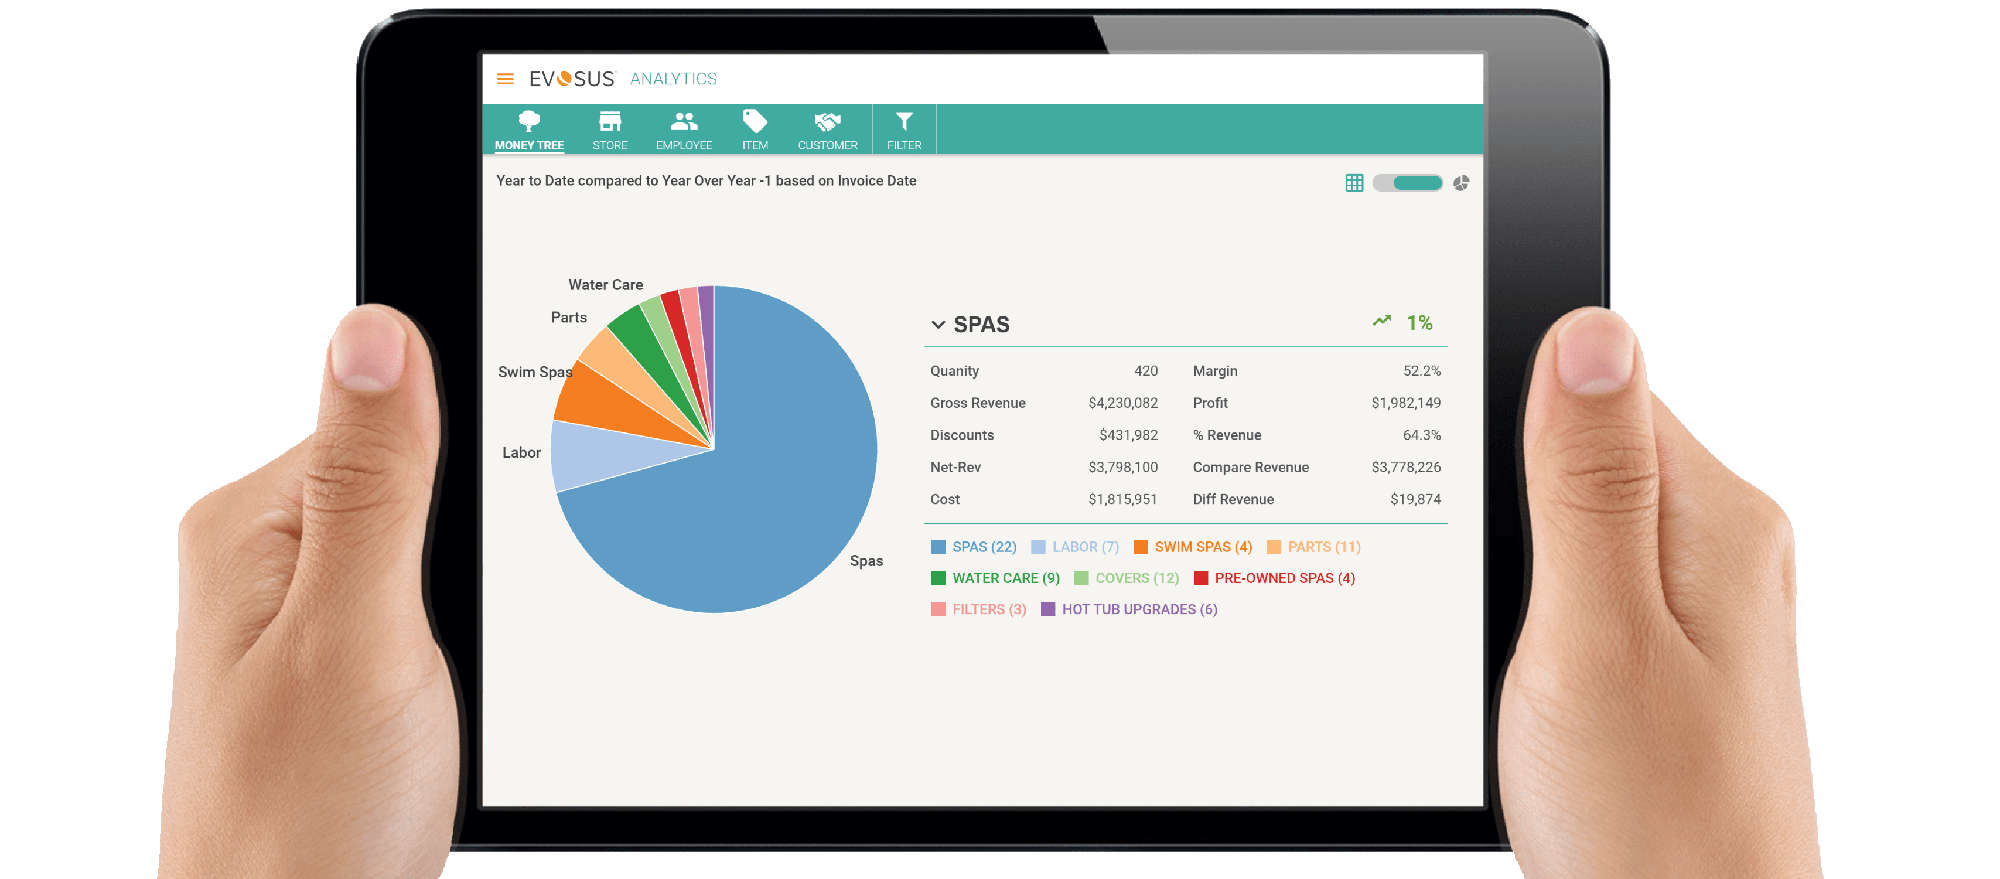 EVOSUS ANALYTICS
MONEY TREE STORE EMPLOYEE ITEM CUSTOMER FILTER
Year to Date compared to Year Over Year -1 based on Invoice Date
Water Care
Parts
Swim Spas
Labor
Spas
SPAS 1%
Quanity 420 Margin 52.2%
Gross Revenue $4,230,082 Profit $1,982,149
Discounts $431,982 % Revenue 64.3%
Net-Rev $3,798,100 Compare Revenue $3,778,226
Cost $1,815,951 Diff Revenue $19,874
SPAS (22) LABOR (7) SWIM SPAS (4) PARTS (11)
WATER CARE (9) COVERS (12) PRE-OWNED SPAS (4)
FILTERS (3) HOT TUB UPGRADES (6)